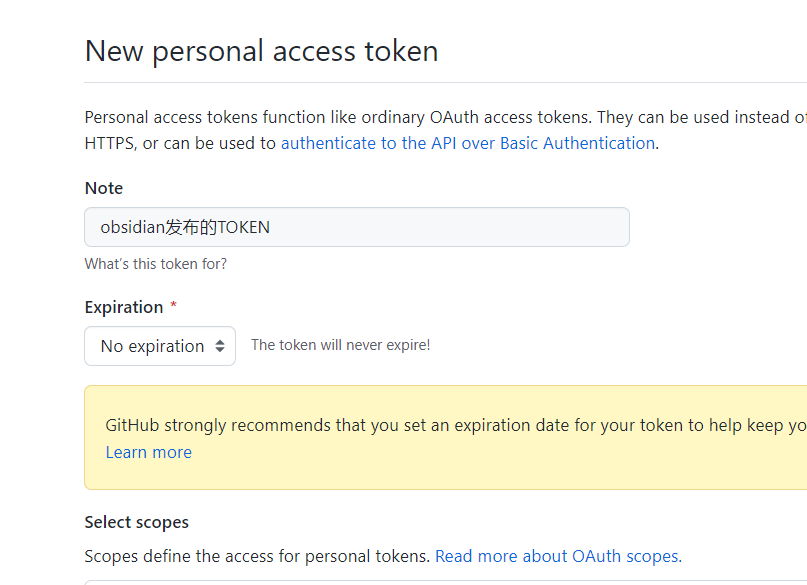 New personal access token
Personal access tokens function like ordinary OAuth access tokens. They can be used instead of
HTTPS, or can be used to authenticate to the API over Basic Authentication.
Note
obsidian发布的TOKEN
What's this token for?
Expiration *
No expiration The token will never expire!
GitHub strongly recommends that you set an expiration date for your token to help keep yo
Learn more
Select scopes
Scopes define the access for personal tokens. Read more about OAuth scopes.